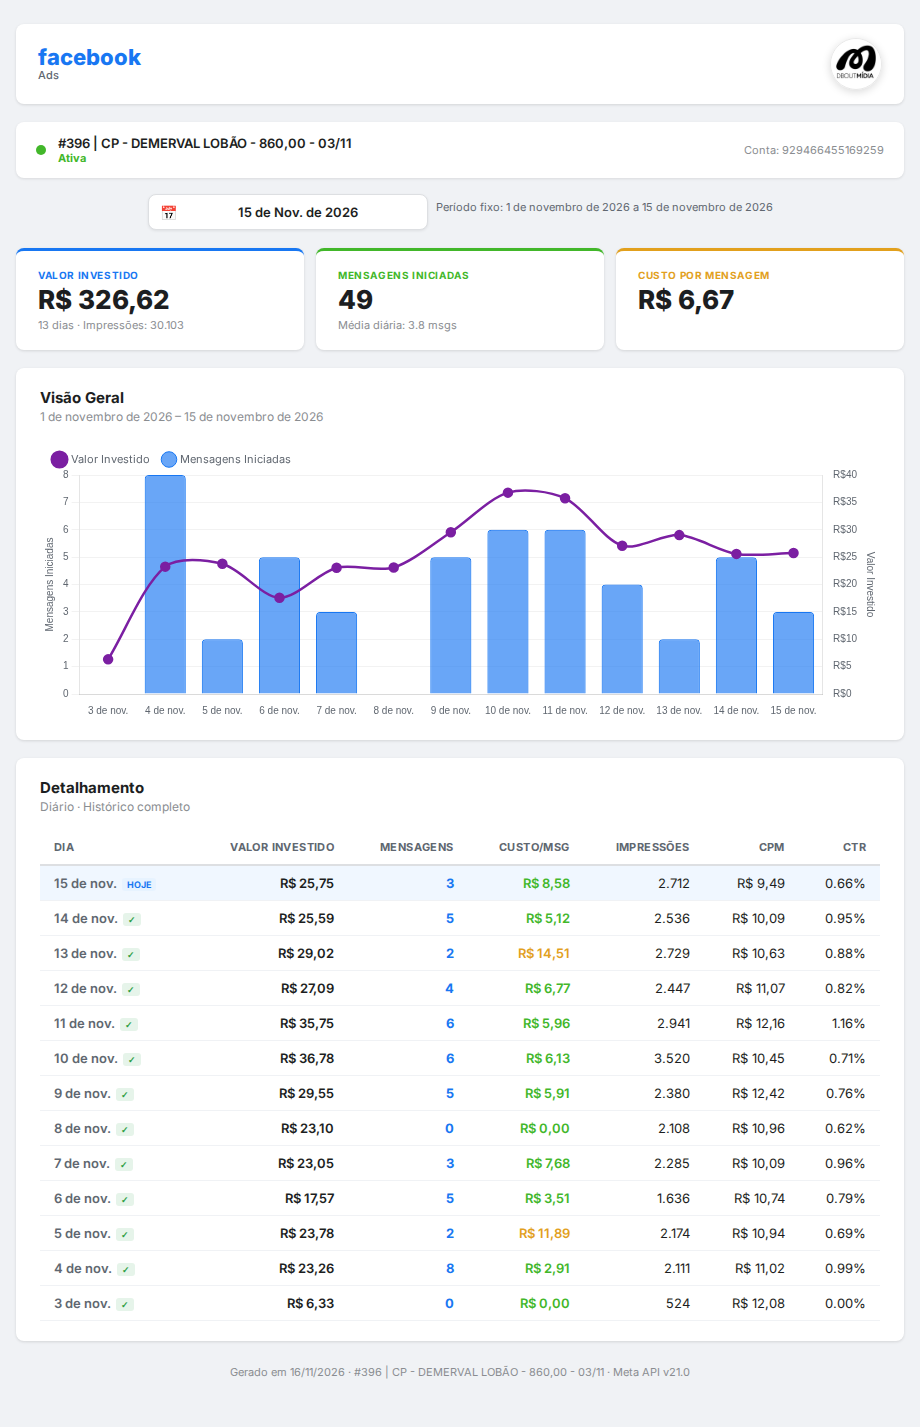 facebook
Ads
DBOUTMÍDIA
#396 | CP - DEMERVAL LOBÃO - 860,00 - 03/11
Ativa
Conta: 929466455169259
15 de Nov. de 2026
Período fixo: 1 de novembro de 2026 a 15 de novembro de 2026
VALOR INVESTIDO
R$ 326,62
13 dias · Impressões: 30.103
MENSAGENS INICIADAS
49
Média diária: 3.8 msgs
CUSTO POR MENSAGEM
R$ 6,67
Visão Geral
1 de novembro de 2026 – 15 de novembro de 2026
Valor Investido Mensagens Iniciadas
8 R$40
7 R$35
6 R$30
5 R$25
4 R$20
3 R$15
2 R$10
1 R$5
0 R$0
Mensagens Iniciadas
Valor Investido
3 de nov. 4 de nov. 5 de nov. 6 de nov. 7 de nov. 8 de nov. 9 de nov. 10 de nov. 11 de nov. 12 de nov. 13 de nov. 14 de nov. 15 de nov.
Detalhamento
Diário · Histórico completo
DIA VALOR INVESTIDO MENSAGENS CUSTO/MSG IMPRESSÕES CPM CTR
15 de nov. HOJE R$ 25,75 3 R$ 8,58 2.712 R$ 9,49 0.66%
14 de nov. ✓ R$ 25,59 5 R$ 5,12 2.536 R$ 10,09 0.95%
13 de nov. ✓ R$ 29,02 2 R$ 14,51 2.729 R$ 10,63 0.88%
12 de nov. ✓ R$ 27,09 4 R$ 6,77 2.447 R$ 11,07 0.82%
11 de nov. ✓ R$ 35,75 6 R$ 5,96 2.941 R$ 12,16 1.16%
10 de nov. ✓ R$ 36,78 6 R$ 6,13 3.520 R$ 10,45 0.71%
9 de nov. ✓ R$ 29,55 5 R$ 5,91 2.380 R$ 12,42 0.76%
8 de nov. ✓ R$ 23,10 0 R$ 0,00 2.108 R$ 10,96 0.62%
7 de nov. ✓ R$ 23,05 3 R$ 7,68 2.285 R$ 10,09 0.96%
6 de nov. ✓ R$ 17,57 5 R$ 3,51 1.636 R$ 10,74 0.79%
5 de nov. ✓ R$ 23,78 2 R$ 11,89 2.174 R$ 10,94 0.69%
4 de nov. ✓ R$ 23,26 8 R$ 2,91 2.111 R$ 11,02 0.99%
3 de nov. ✓ R$ 6,33 0 R$ 0,00 524 R$ 12,08 0.00%
Gerado em 16/11/2026 · #396 | CP - DEMERVAL LOBÃO - 860,00 - 03/11 · Meta API v21.0